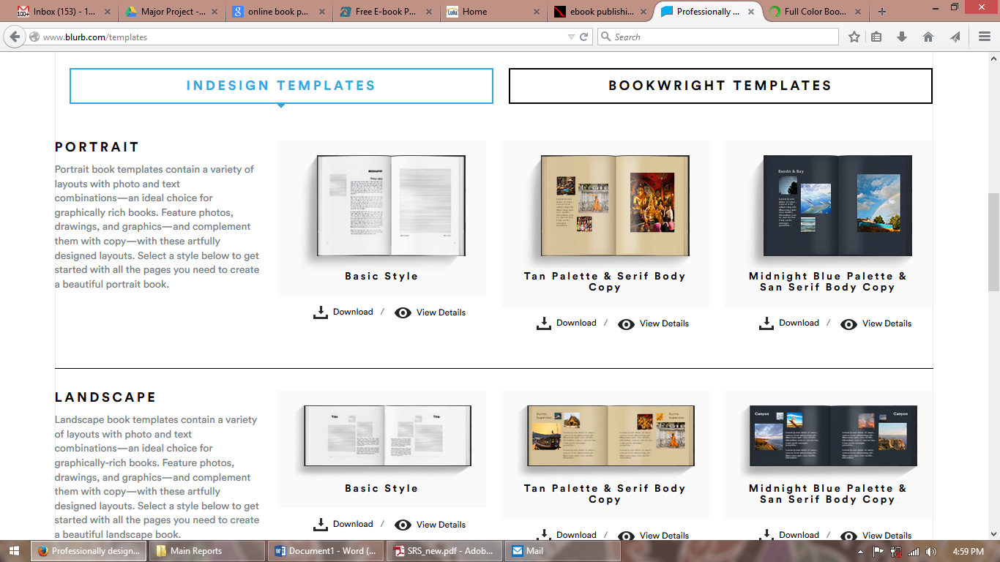 Inbox (153) - 1...
Major Project -...
online book p...
Free E-book P...
Lulu
Home
ebook publishi...
Professionally ...
Full Color Boo...
www.blurb.com/templates
Search
INDESIGN TEMPLATES
BOOKWRIGHT TEMPLATES
PORTRAIT
Portrait book templates contain a variety of
layouts with photo and text
combinations—an ideal choice for
graphically rich books. Feature photos,
drawings, and graphics—and complement
them with copy—with these artfully
designed layouts. Select a style below to get
started with all the pages you need to create
a beautiful portrait book.
Basic Style
Download / View Details
Tan Palette & Serif Body
Copy
Download / View Details
Midnight Blue Palette &
San Serif Body Copy
Download / View Details
LANDSCAPE
Landscape book templates contain a variety
of layouts with photo and text
combinations—an ideal choice for
graphically-rich books. Feature photos,
drawings, and graphics—and complement
them with copy—with these artfully
designed layouts. Select a style below to get
started with all the pages you need to create
a beautiful landscape book.
Title
Title
Basic Style
Download / View Details
Tan Palette & Serif Body
Copy
Download / View Details
Canyon
Canyon
Midnight Blue Palette &
San Serif Body Copy
Download / View Details
Professionally design...
Main Reports
Document1 - Word (...
SRS_new.pdf - Adob...
Mail
4:59 PM